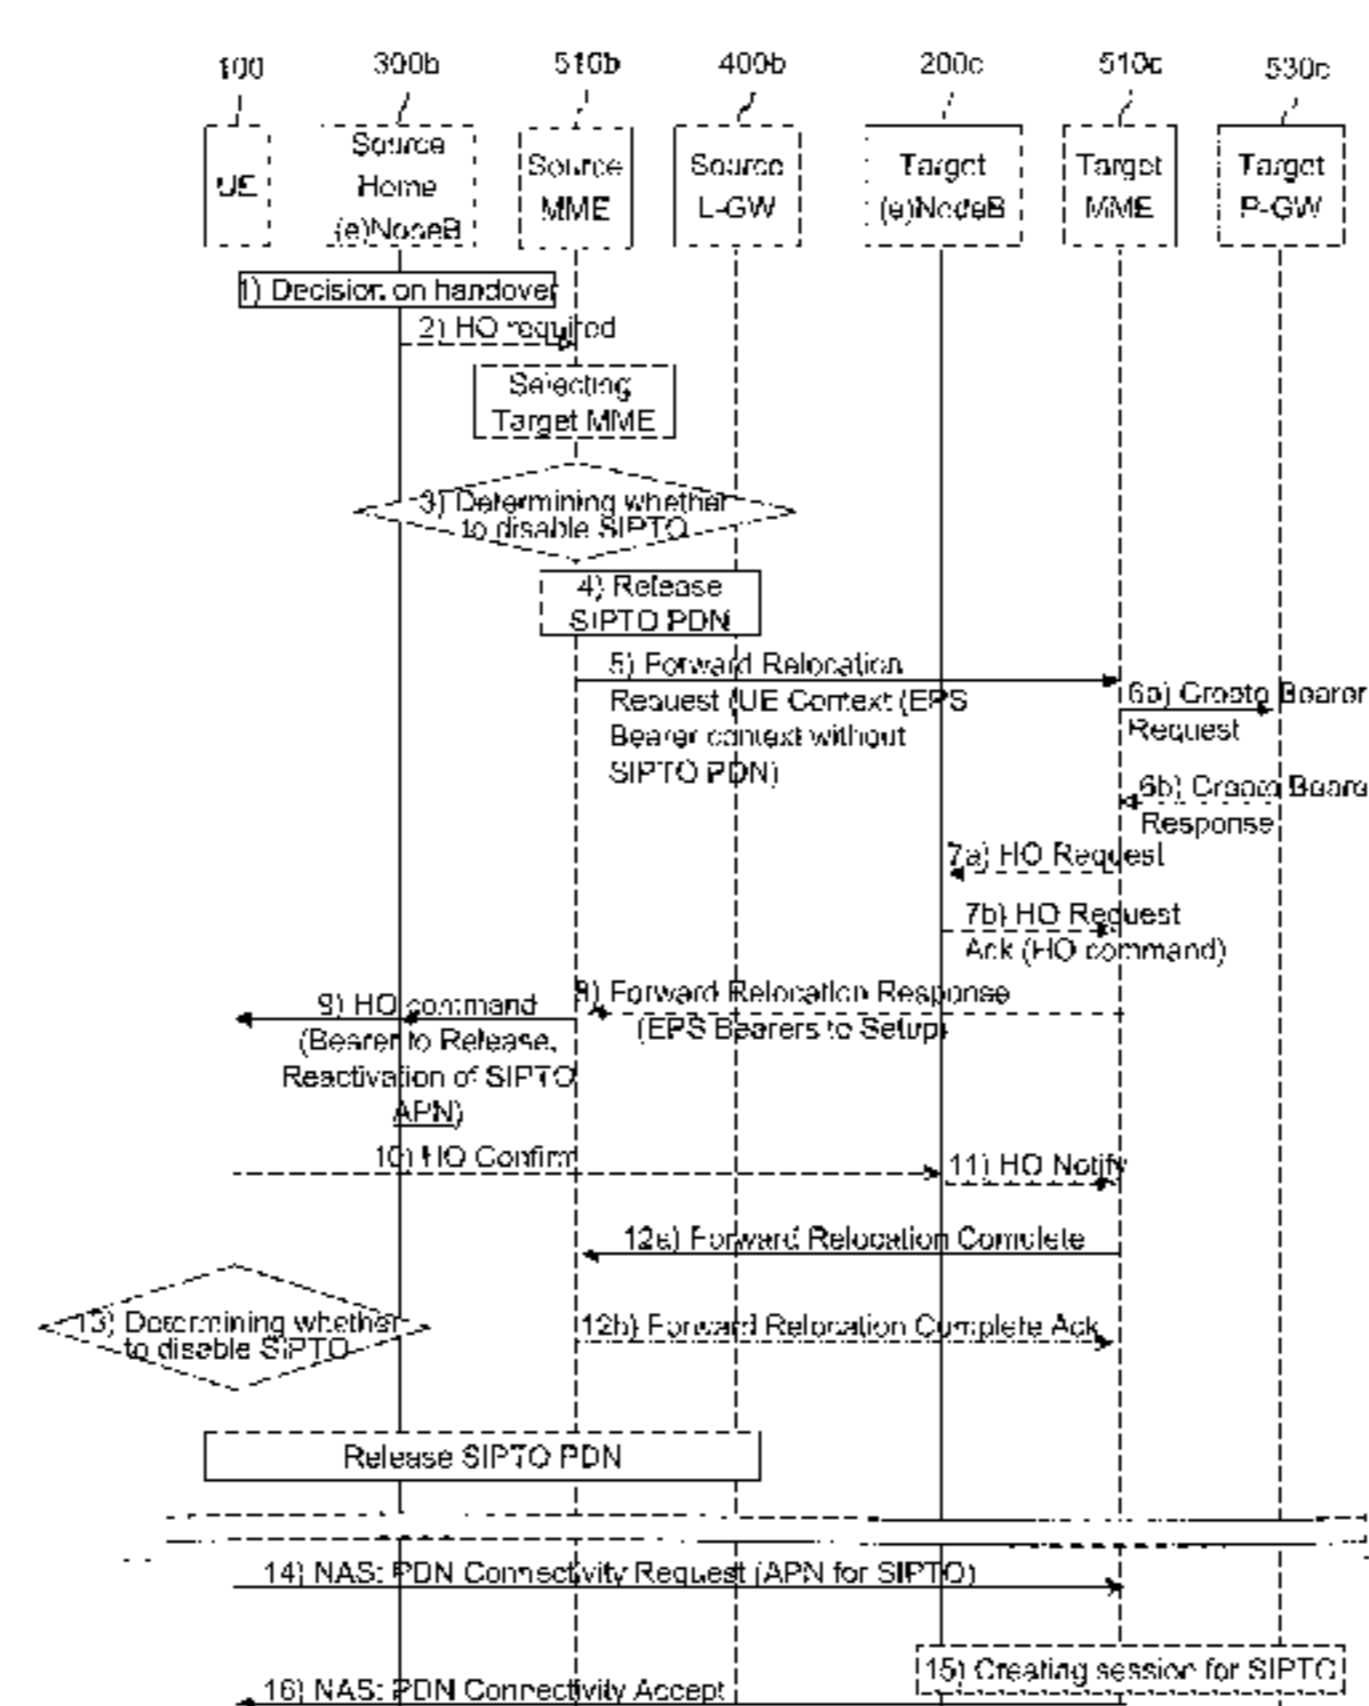 100
300b
510b
400b
200c
510c
530c
UE
Source
Home
(e)NodeB
Source
MME
Source
L-GW
Target
(e)NodeB
Target
MME
Target
P-GW
1) Decision on handover
2) HO required
Selecting
Target MME
3) Determining whether
to disable SIPTO
4) Release
SIPTO PDN
5) Forward Relocation
Request (UE Context (EPS
Bearer context without
SIPTO PDN)
6a) Create Bearer
Request
6b) Create Beare
Response
7a) HO Request
7b) HO Request
Ack (HO command)
8) Forward Relocation Response
(EPS Bearers to Setup)
9) HO command
(Bearer to Release,
Reactivation of SIPTO
APN)
10) HO Confirm
11) HO Notify
12a) Forward Relocation Complete
12b) Forward Relocation Complete Ack
13) Determining whether
to disable SIPTO
Release SIPTO PDN
14) NAS: PDN Connectivity Request (APN for SIPTO)
15) Creating session for SIPTO
16) NAS: PDN Connectivity Accept